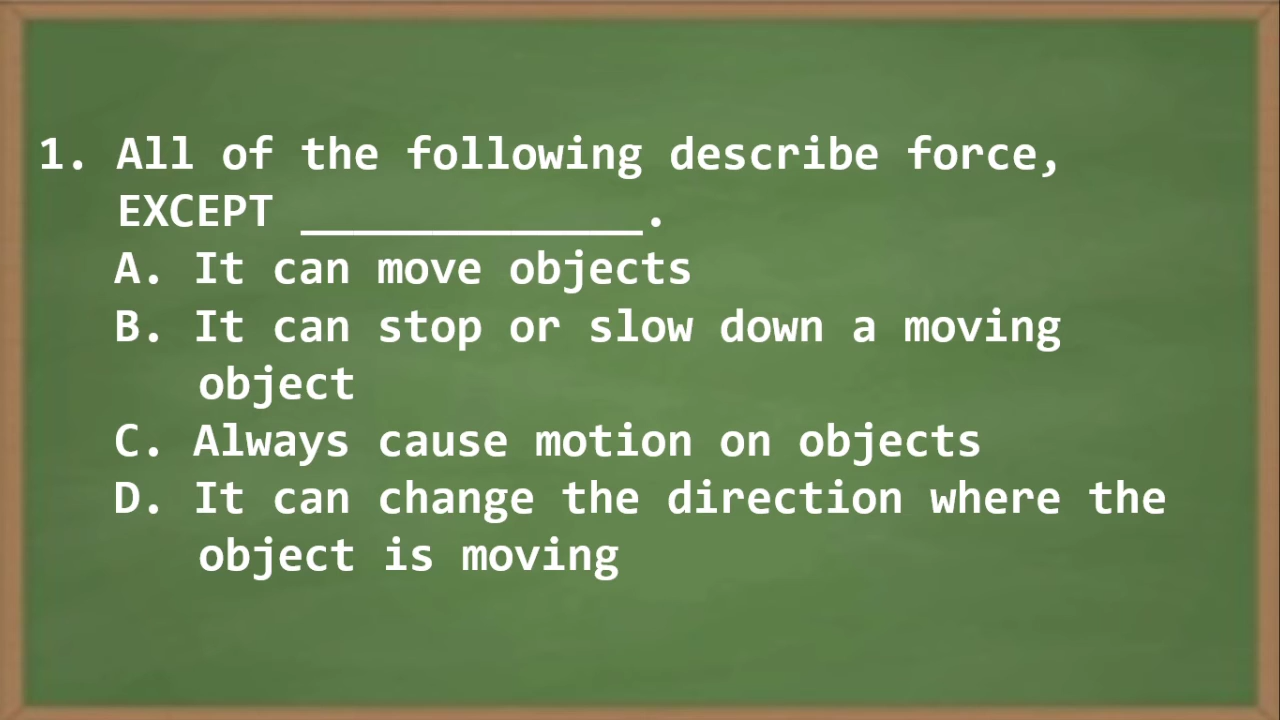 1. All of the following describe force,
EXCEPT _____________.
A. It can move objects
B. It can stop or slow down a moving
object
C. Always cause motion on objects
D. It can change the direction where the
object is moving